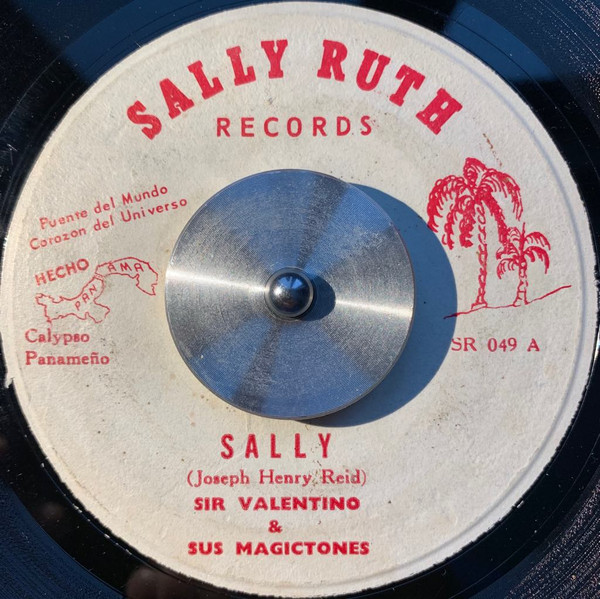 SALLY RUTH
RECORDS
Puente del Mundo
Corazon del Universo
HECHO
PANAMA
Calypso
Panameño
SR 049 A
SALLY
(Joseph Henry Reid)
SIR VALENTINO
&
SUS MAGICTONES